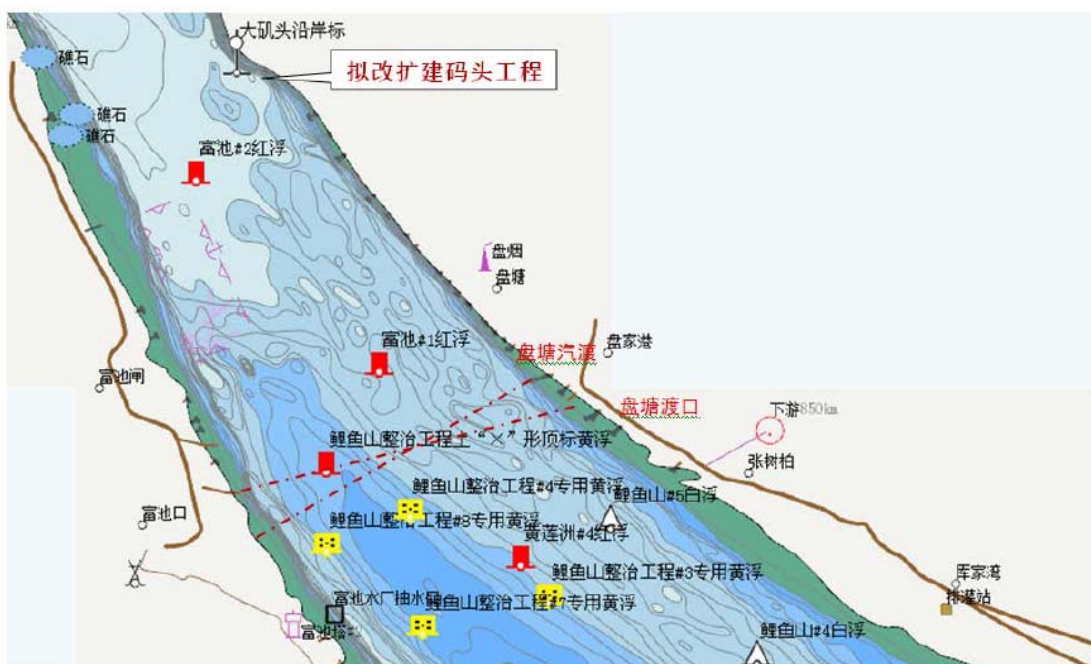 大矶头沿岸标
礁石
拟改扩建码头工程
礁石
礁石
富池#2红浮
盘烟
盘塘
富池#1红浮
盘塘汽渡
盘家港
富池闸
盘塘渡口
下游850km
鲤鱼山整治工程上“×”形顶标黄浮
张树柏
鲤鱼山整治工程#4专用黄浮
鲤鱼山#5白浮
富池口
鲤鱼山整治工程#8专用黄浮
黄莲洲#4红浮
鲤鱼山整治工程#3专用黄浮
厍家湾
排灌站
富池水厂抽水
鲤鱼山整治工程#7专用黄浮
富池搭
鲤鱼山#4白浮